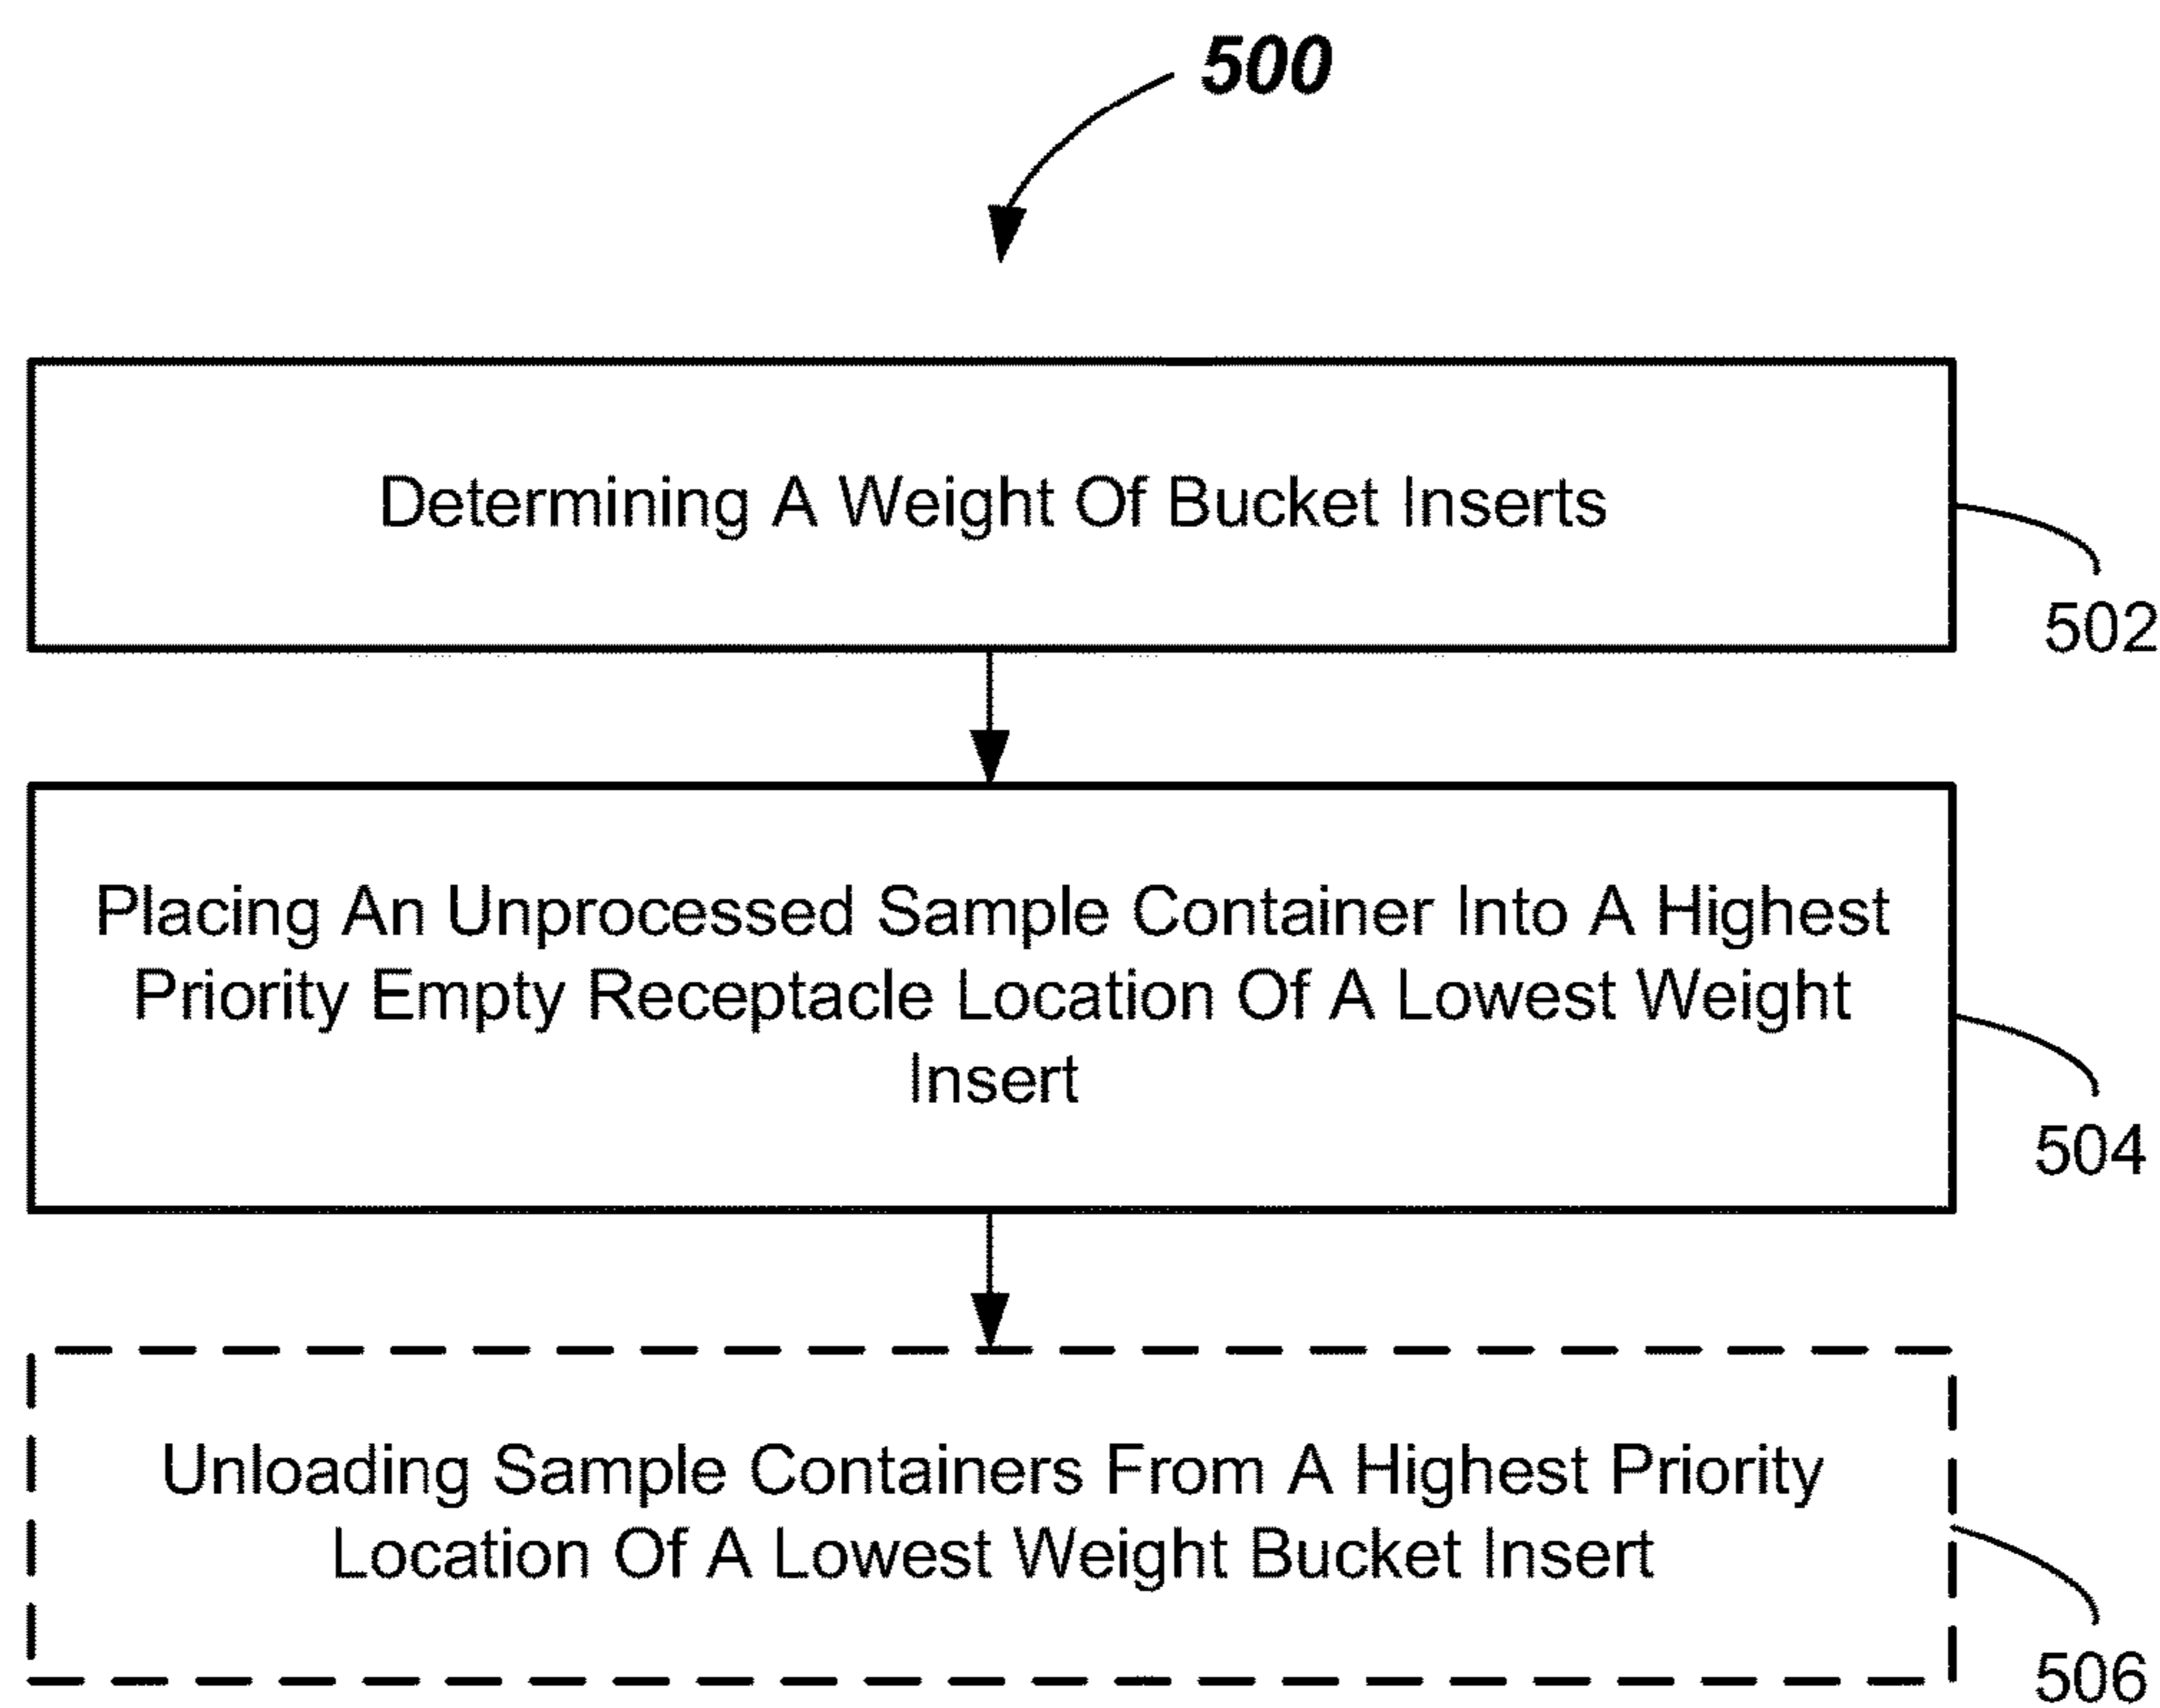 500
Determining A Weight Of Bucket Inserts
502
Placing An Unprocessed Sample Container Into A Highest
Priority Empty Receptacle Location Of A Lowest Weight
Insert
504
Unloading Sample Containers From A Highest Priority
Location Of A Lowest Weight Bucket Insert
506